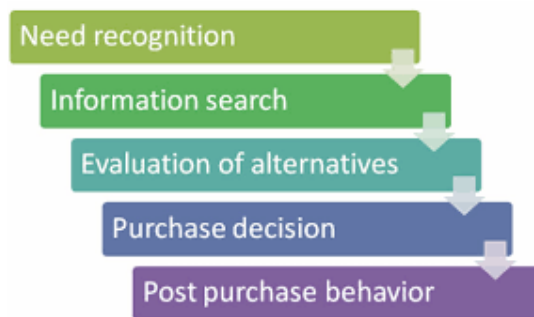 Need recognition
Information search
Evaluation of alternatives
Purchase decision
Post purchase behavior